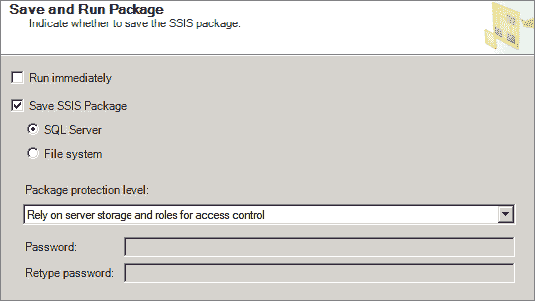 Save and Run Package
Indicate whether to save the SSIS package.
Run immediately
Save SSIS Package
SQL Server
File system
Package protection level:
Rely on server storage and roles for access control
Password:
Retype password: